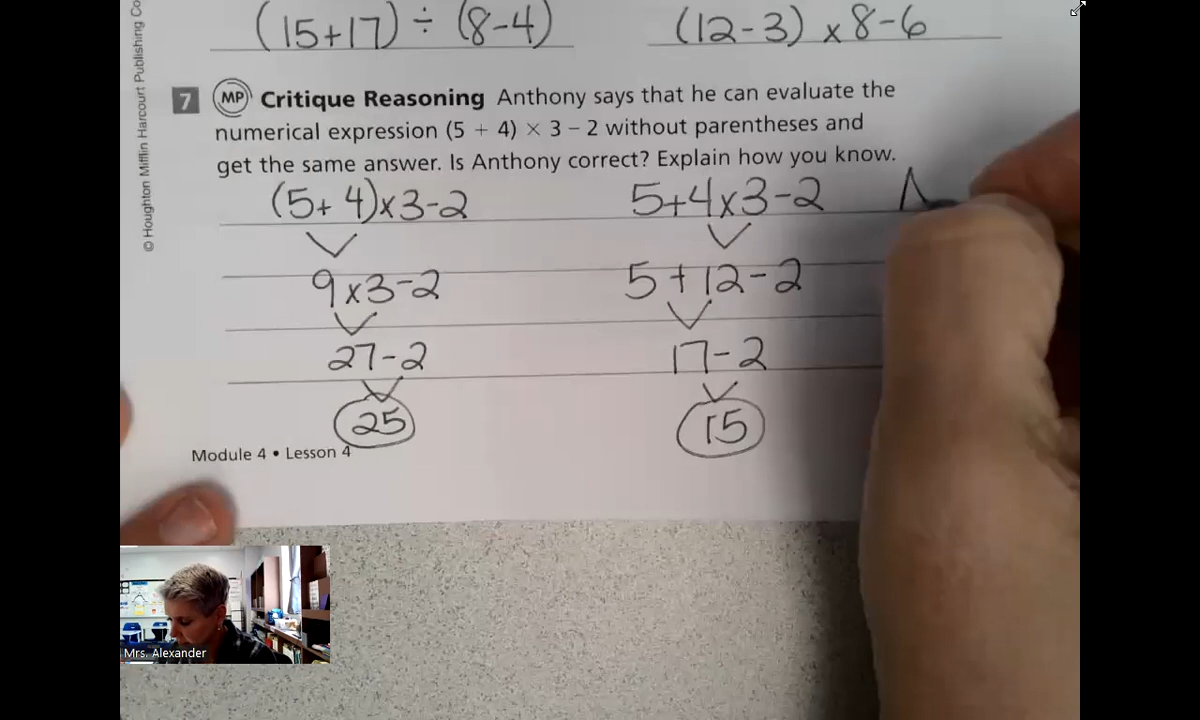 (15+17) ÷ (8-4) (12-3) x 8-6
© Houghton Mifflin Harcourt Publishing Co
7 MP Critique Reasoning Anthony says that he can evaluate the
numerical expression (5 + 4) × 3 – 2 without parentheses and
get the same answer. Is Anthony correct? Explain how you know.
(5+4)x3-2 5+4x3-2
9x3-2 5+12-2
27-2 17-2
25 15
Module 4 • Lesson 4
Mrs. Alexander